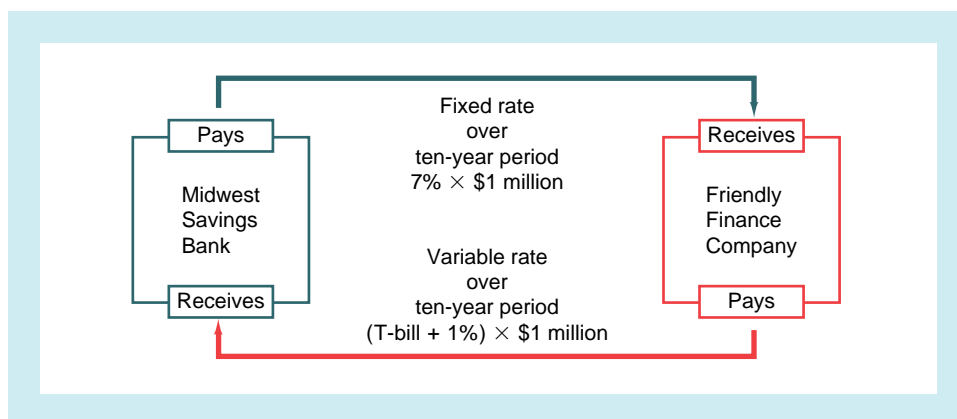 Pays
Midwest
Savings
Bank
Receives
Fixed rate
over
ten-year period
7% × $1 million
Variable rate
over
ten-year period
(T-bill + 1%) × $1 million
Receives
Friendly
Finance
Company
Pays